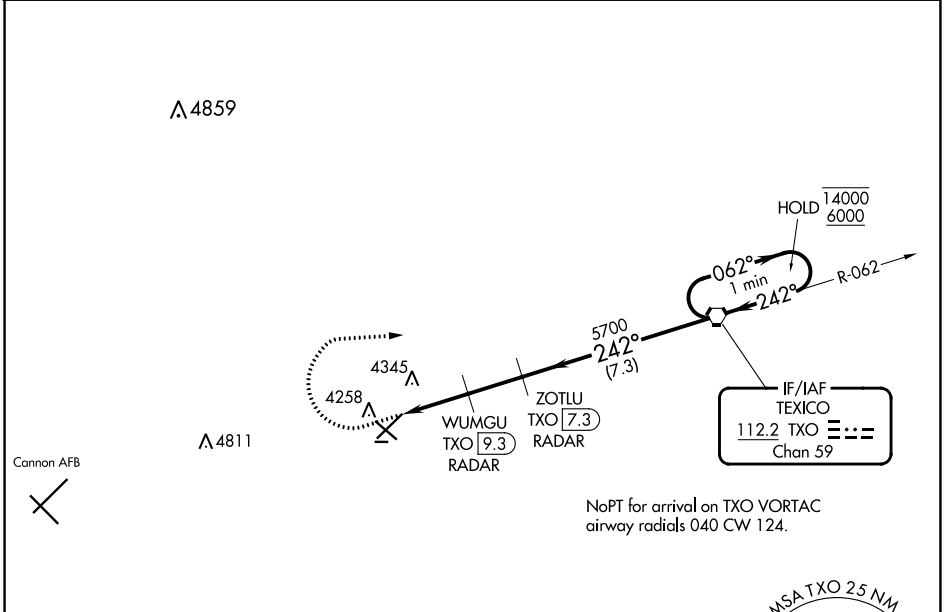 4859
HOLD 14000
6000
062°
1 min
242°
R-062
5700
242°
(7.3)
4345
4258
4811
WUMGU
TXO 9.3
RADAR
ZOTLU
TXO 7.3
RADAR
IF/IAF
TEXICO
112.2 TXO
Chan 59
Cannon AFB
NoPT for arrival on TXO VORTAC
airway radials 040 CW 124.
MSA TXO 25 NM